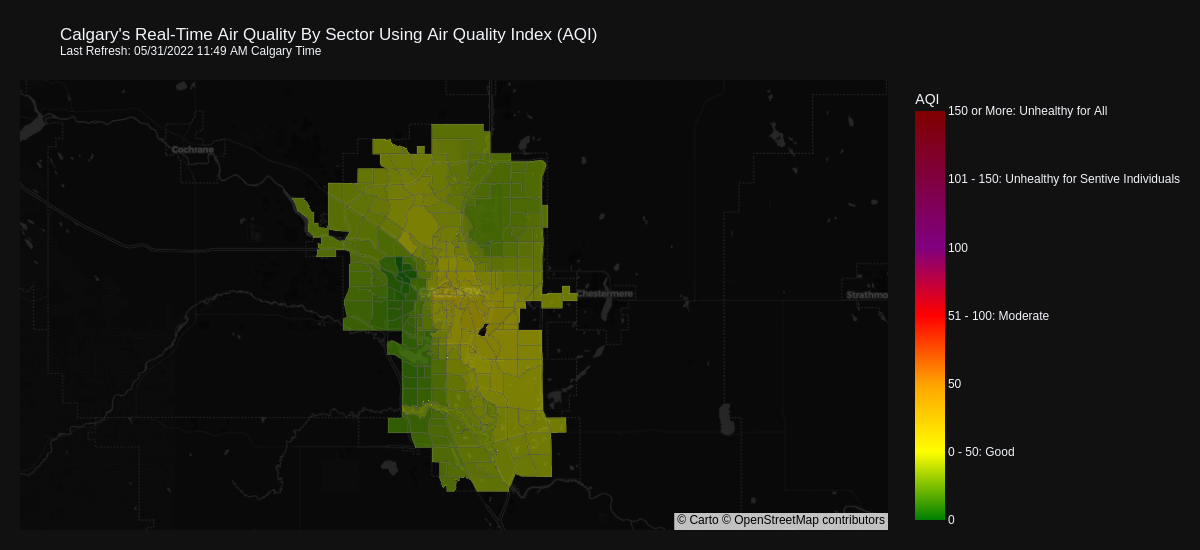 Calgary's Real-Time Air Quality By Sector Using Air Quality Index (AQI)
Last Refresh: 05/31/2022 11:49 AM Calgary Time
AQI
150 or More: Unhealthy for All
Cochrane
101 - 150: Unhealthy for Sentive Individuals
100
Chestermere
Strathmo
51 - 100: Moderate
50
0 - 50: Good
0
© Carto © OpenStreetMap contributors